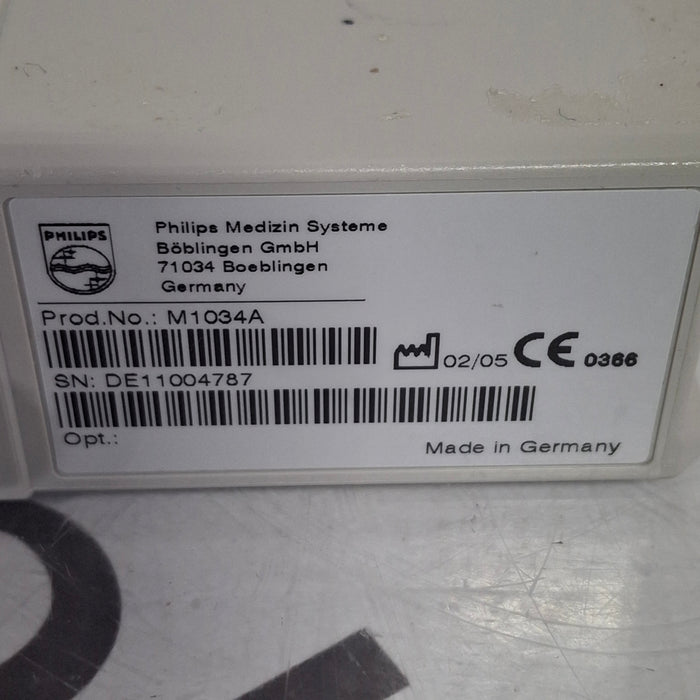 PHILIPS
Philips Medizin Systeme
Böblingen GmbH
71034 Boeblingen
Germany
Prod.No.: M1034A
02/05 CE 0366
SN: DE11004787
Opt.:
Made in Germany